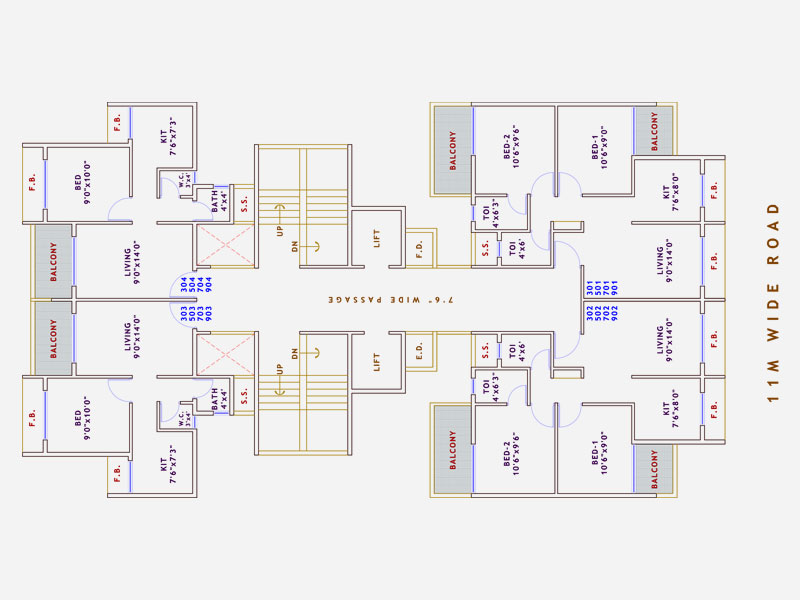 F.B.
KIT
7'6"x7'3"
F.B.
BED
9'0"x10'0"
W.C.
3'x4'
BATH
4'x4'
S.S.
BALCONY
LIVING
9'0"x14'0"
304
504
704
904
UP
DN
LIFT
F.D.
BALCONY
BED-2
10'6"x9'6"
BED-1
10'6"x9'0"
BALCONY
TOI
4'x6'3"
S.S.
TOI
4'x6'
KIT
7'6"x8'0"
F.B.
LIVING
9'0"x14'0"
F.B.
301
501
701
901
7'6" WIDE PASSAGE
11M WIDE ROAD
BALCONY
LIVING
9'0"x14'0"
303
503
703
903
302
502
702
902
LIVING
9'0"x14'0"
F.B.
F.B.
BED
9'0"x10'0"
W.C.
3'x4'
BATH
4'x4'
S.S.
F.B.
KIT
7'6"x7'3"
UP
DN
LIFT
E.D.
S.S.
TOI
4'x6'
TOI
4'x6'3"
KIT
7'6"x8'0"
F.B.
BALCONY
BED-2
10'6"x9'6"
BED-1
10'6"x9'0"
BALCONY